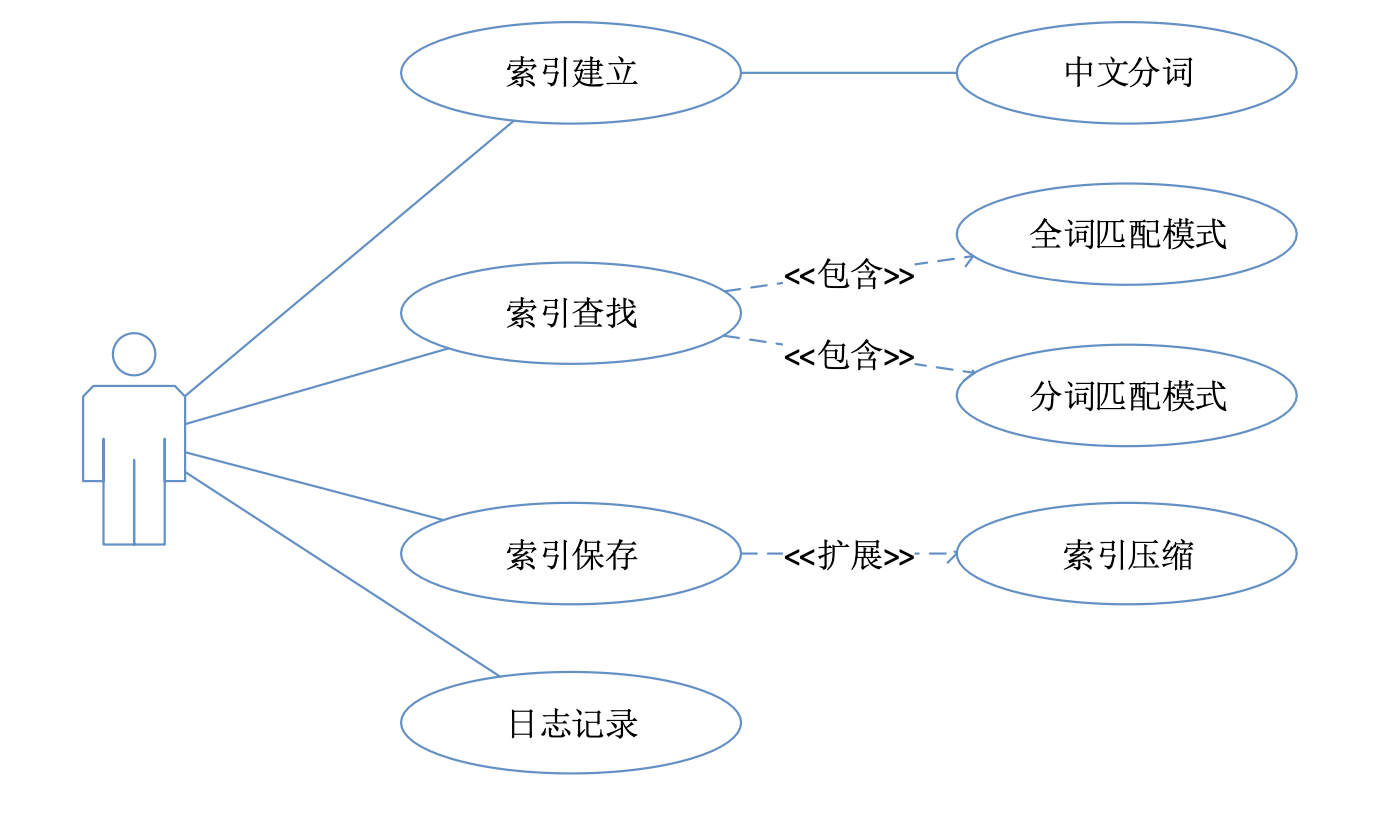 索引建立
中文分词
全词匹配模式
<<包含>>
索引查找
<<包含>>
分词匹配模式
索引保存
<<扩展>>
索引压缩
日志记录